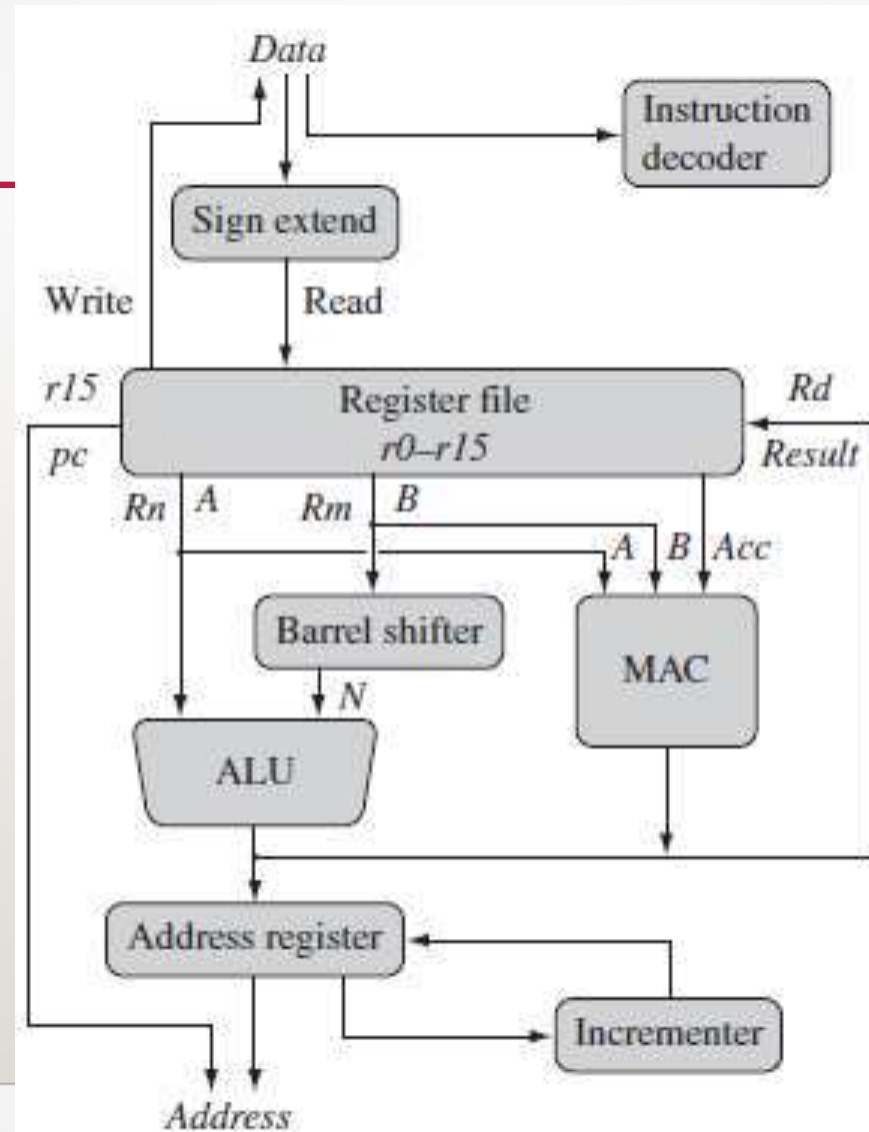 Data
Instruction
decoder
Sign extend
Write
Read
r15
Register file
Rd
pc
r0–r15
Result
Rn
A
Rm
B
A
B
Acc
Barrel shifter
MAC
N
ALU
Address register
Incrementer
Address